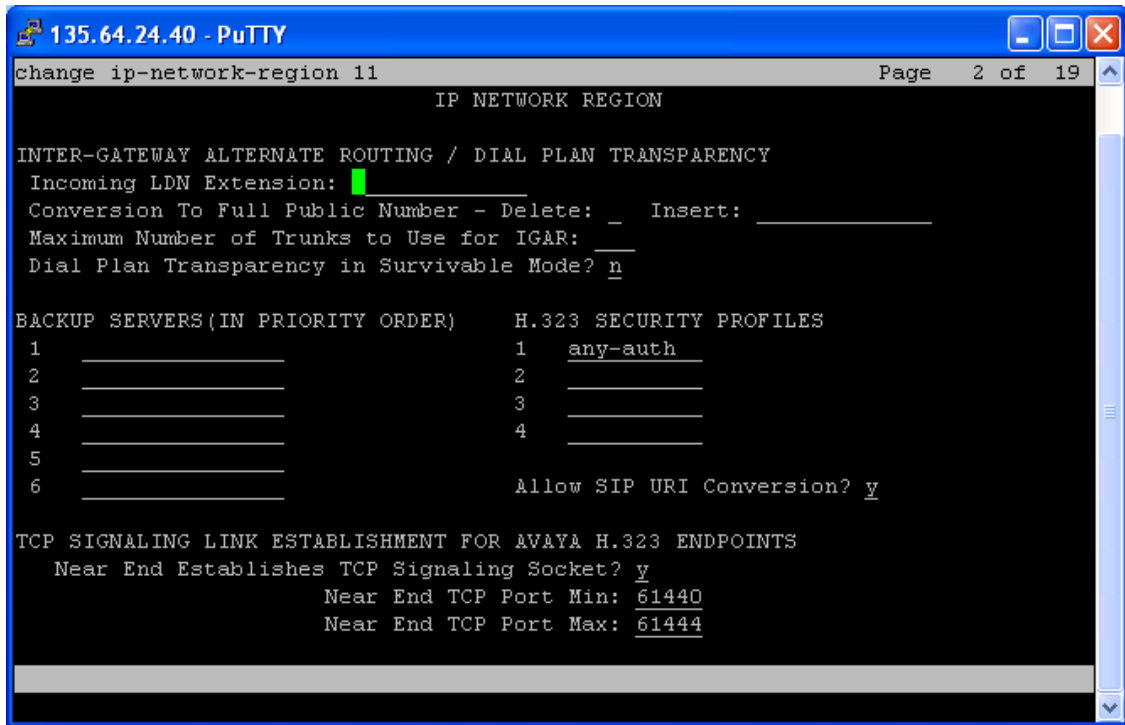 135.64.24.40 - PuTTY
change ip-network-region 11 Page 2 of 19
IP NETWORK REGION
INTER-GATEWAY ALTERNATE ROUTING / DIAL PLAN TRANSPARENCY
Incoming LDN Extension:
Conversion To Full Public Number - Delete: _ Insert: _____________
Maximum Number of Trunks to Use for IGAR: ___
Dial Plan Transparency in Survivable Mode? n
BACKUP SERVERS(IN PRIORITY ORDER) H.323 SECURITY PROFILES
1 1 any-auth
2 2
3 3
4 4
5
6 Allow SIP URI Conversion? y
TCP SIGNALING LINK ESTABLISHMENT FOR AVAYA H.323 ENDPOINTS
Near End Establishes TCP Signaling Socket? y
Near End TCP Port Min: 61440
Near End TCP Port Max: 61444